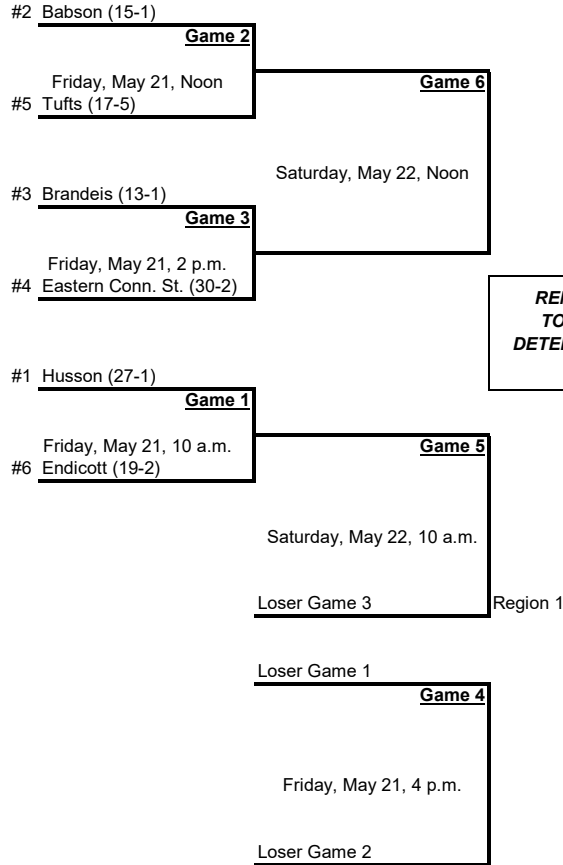 #2 Babson (15-1)
Game 2
Friday, May 21, Noon
#5 Tufts (17-5)
Game 6
Saturday, May 22, Noon
#3 Brandeis (13-1)
Game 3
Friday, May 21, 2 p.m.
#4 Eastern Conn. St. (30-2)
#1 Husson (27-1)
Game 1
Friday, May 21, 10 a.m.
#6 Endicott (19-2)
Game 5
Saturday, May 22, 10 a.m.
Loser Game 3
Region 1
Loser Game 1
Game 4
Friday, May 21, 4 p.m.
Loser Game 2
TO